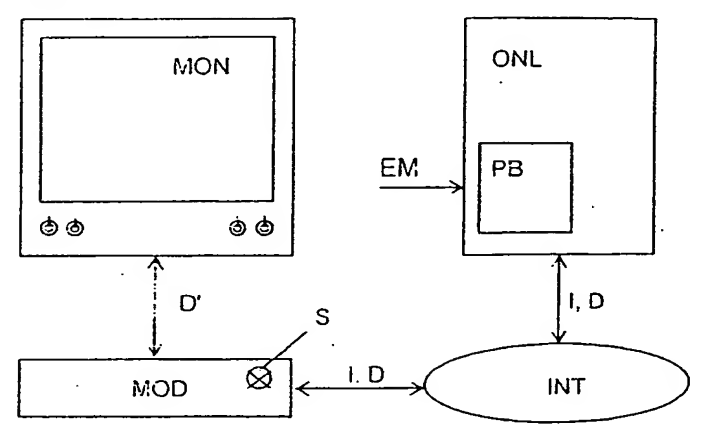 MON
ONL
EM
PB
D'
I, D
S
MOD
I. D
INT